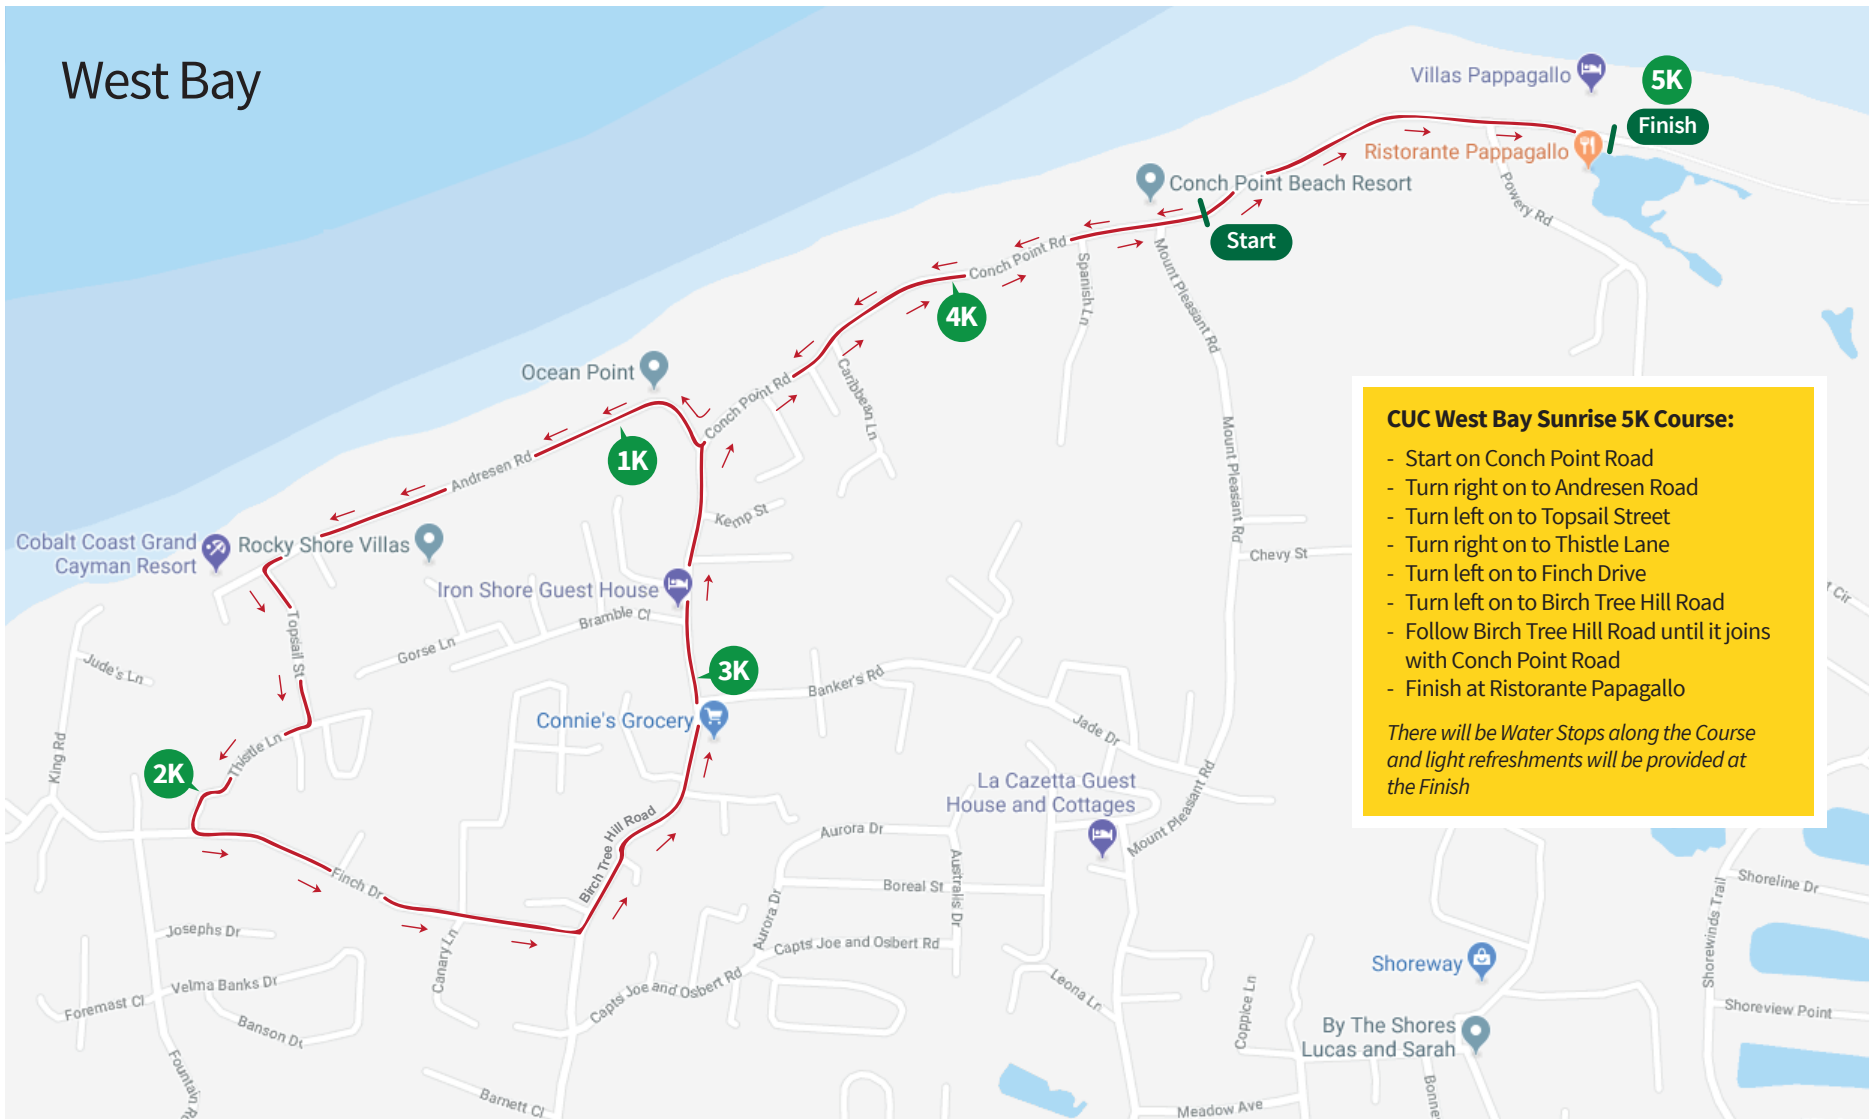 West Bay
Villas Pappagallo
5K
Finish
Ristorante Pappagallo
Conch Point Beach Resort
Powery Rd
Start
Conch Point Rd
Spanish Ln
Mount Pleasant Rd
4K
Ocean Point
Conch Point Rd
Caribbean Ln
1K
Andresen Rd
Mount Pleasant Rd
Kemp St
Cobalt Coast Grand
Cayman Resort
Rocky Shore Villas
Chevy St
Iron Shore Guest House
Bramble Cl
Topsail St
Gorse Ln
Jude's Ln
3K
Banker's Rd
Connie's Grocery
Jade Dr
King Rd
Thistle Ln
2K
La Cazetta Guest
House and Cottages
Mount Pleasant Rd
Birch Tree Hill Road
Aurora Dr
Finch Dr
Boreal St
Australis Dr
Aurora Dr
Josephs Dr
Canary Ln
Capts Joe and Osbert Rd
Capts Joe and Osbert Rd
Velma Banks Dr
Foremast Cl
Banson Dr
Leona Ln
Coppice Ln
Fountain Rd
Barnett Cl
Meadow Ave
Bonne
Shoreway
By The Shores
Lucas and Sarah
Shorewinds Trail
Shoreline Dr
Shoreview Point
t Cir
CUC West Bay Sunrise 5K Course:
- Start on Conch Point Road
- Turn right on to Andresen Road
- Turn left on to Topsail Street
- Turn right on to Thistle Lane
- Turn left on to Finch Drive
- Turn left on to Birch Tree Hill Road
- Follow Birch Tree Hill Road until it joins
with Conch Point Road
- Finish at Ristorante Papagallo
There will be Water Stops along the Course
and light refreshments will be provided at
the Finish